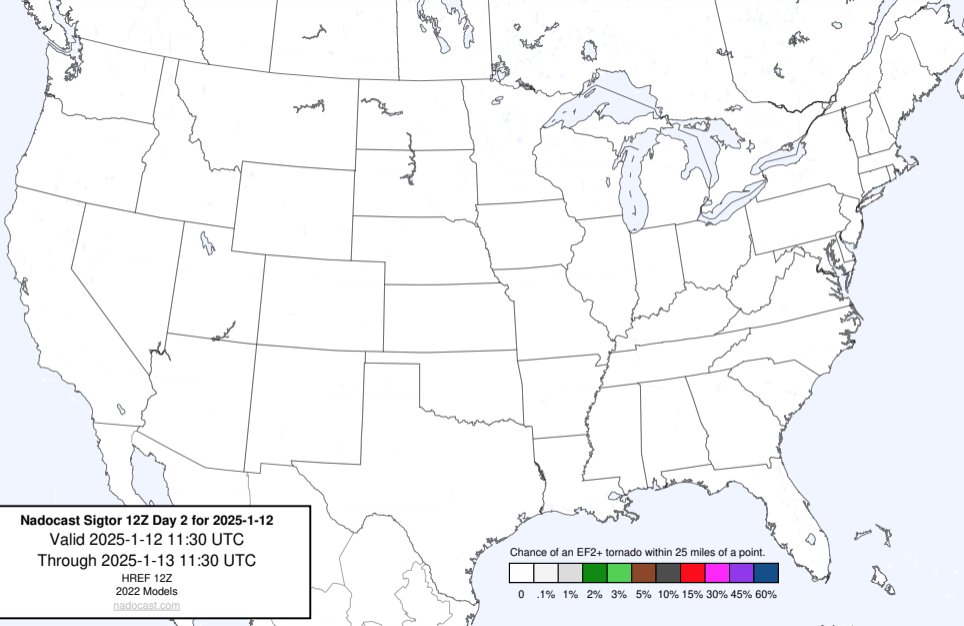 Nadocast Sigtor 12Z Day 2 for 2025-1-12
Valid 2025-1-12 11:30 UTC
Through 2025-1-13 11:30 UTC
HREF 12Z
2022 Models
nadocast.com
Chance of an EF2+ tornado within 25 miles of a point.
0 .1% 1% 2% 3% 5% 10% 15% 30% 45% 60%